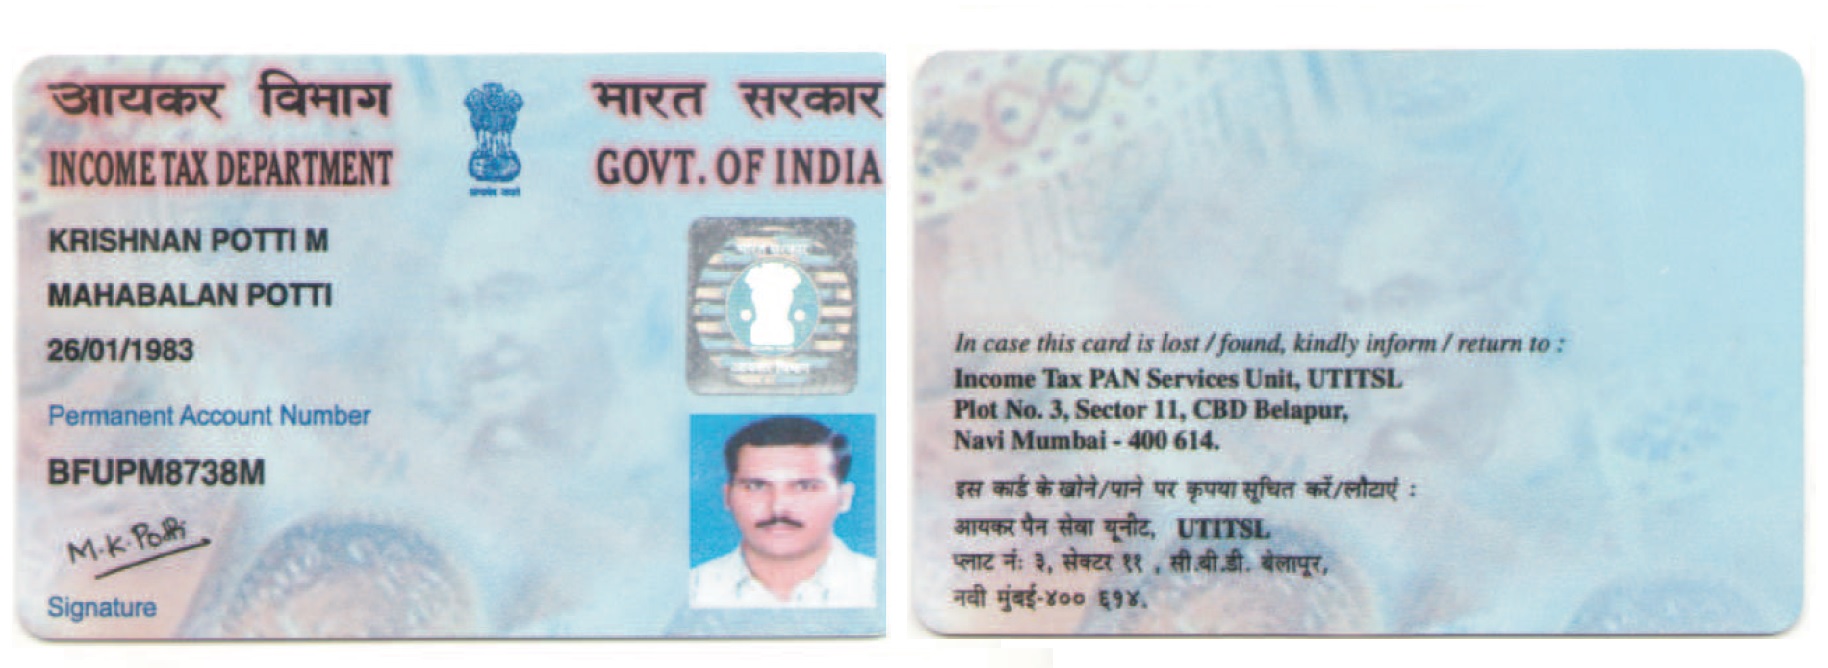 आयकर विभाग
INCOME TAX DEPARTMENT
भारत सरकार
GOVT. OF INDIA
KRISHNAN POTTI M
MAHABALAN POTTI
26/01/1983
Permanent Account Number
BFUPM8738M
M.K.Potti
Signature
सत्यमेव जयते
भारत सरकार
आयकर विभाग
In case this card is lost / found, kindly inform / return to :
Income Tax PAN Services Unit, UTITSL
Plot No. 3, Sector 11, CBD Belapur,
Navi Mumbai - 400 614.
इस कार्ड के खोने/पाने पर कृपया सूचित करें/लौटाएं :
आयकर पैन सेवा यूनीट, UTITSL
प्लाट नं: ३, सेक्टर ११ , सी.बी.डी. बेलापूर,
नवी मुंबई-४०० ६१४.